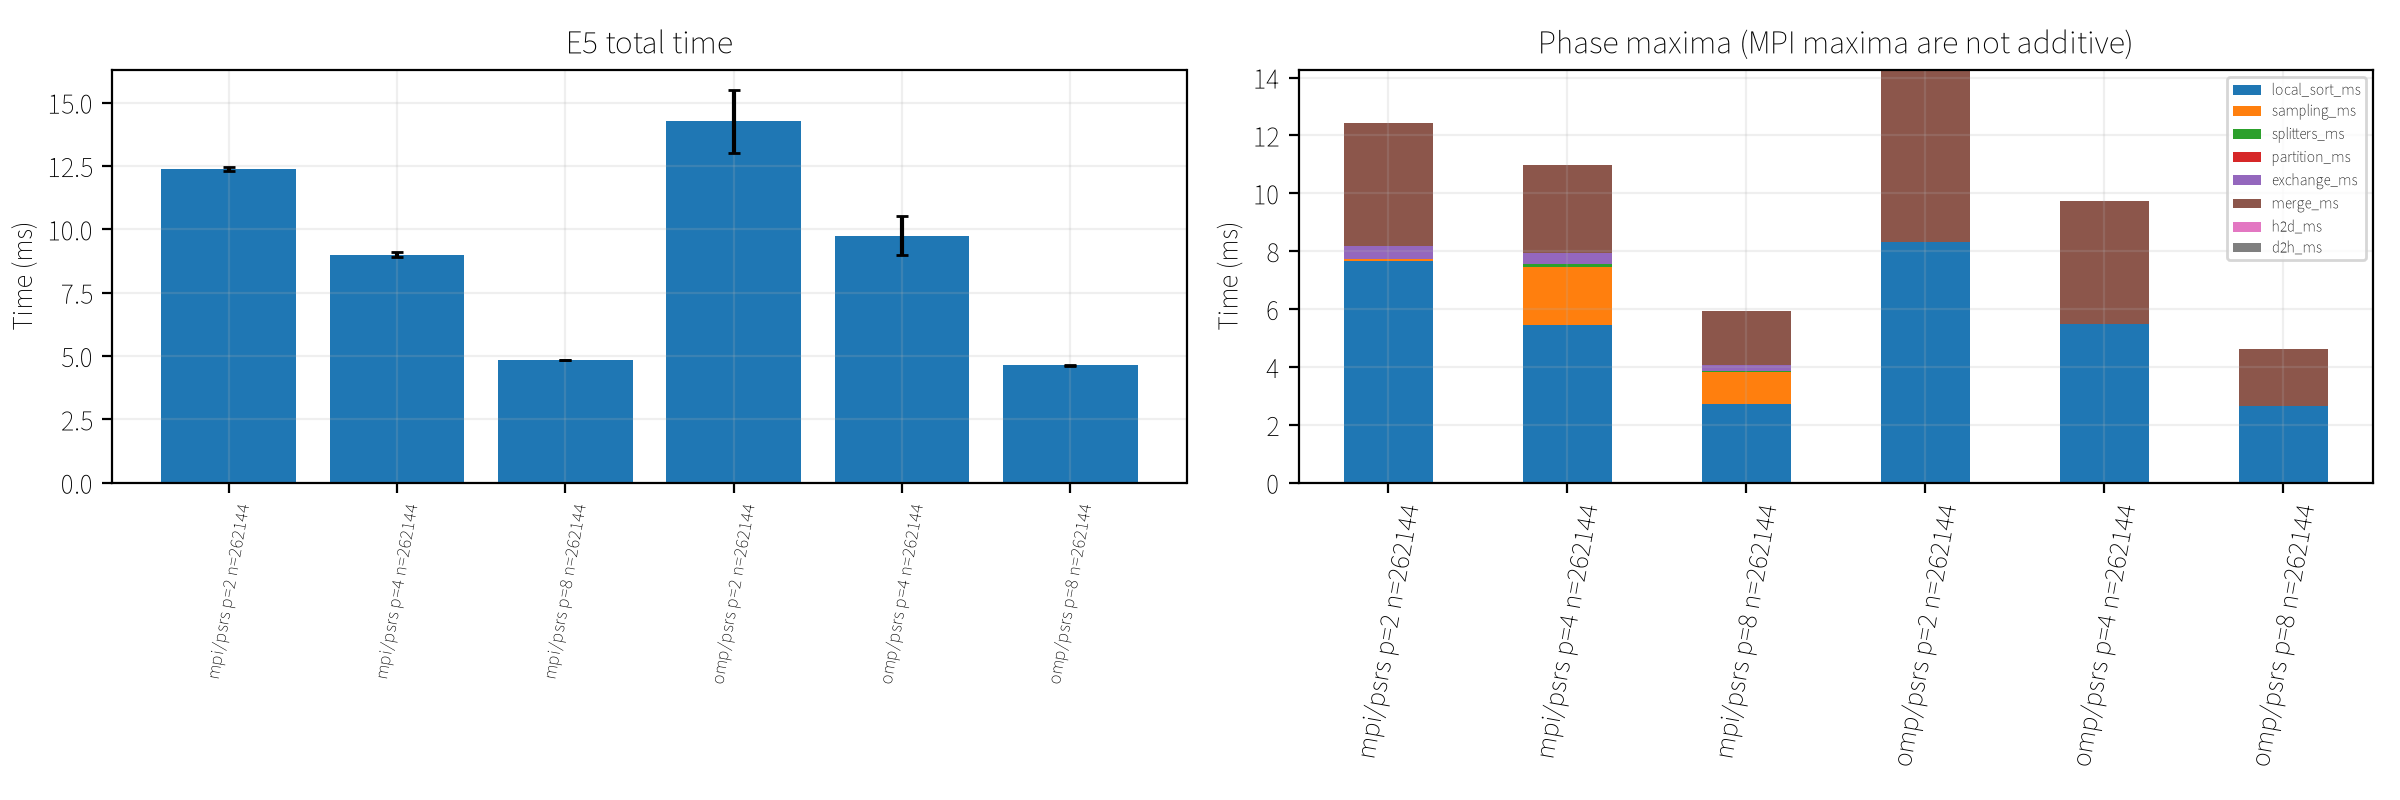 E5 total time
Time (ms)
15.0
12.5
10.0
7.5
5.0
2.5
0.0
mpi/psrs p=2 n=262144
mpi/psrs p=4 n=262144
mpi/psrs p=8 n=262144
omp/psrs p=2 n=262144
omp/psrs p=4 n=262144
omp/psrs p=8 n=262144
Phase maxima (MPI maxima are not additive)
Time (ms)
14
12
10
8
6
4
2
0
local_sort_ms
sampling_ms
splitters_ms
partition_ms
exchange_ms
merge_ms
h2d_ms
d2h_ms
mpi/psrs p=2 n=262144
mpi/psrs p=4 n=262144
mpi/psrs p=8 n=262144
omp/psrs p=2 n=262144
omp/psrs p=4 n=262144
omp/psrs p=8 n=262144